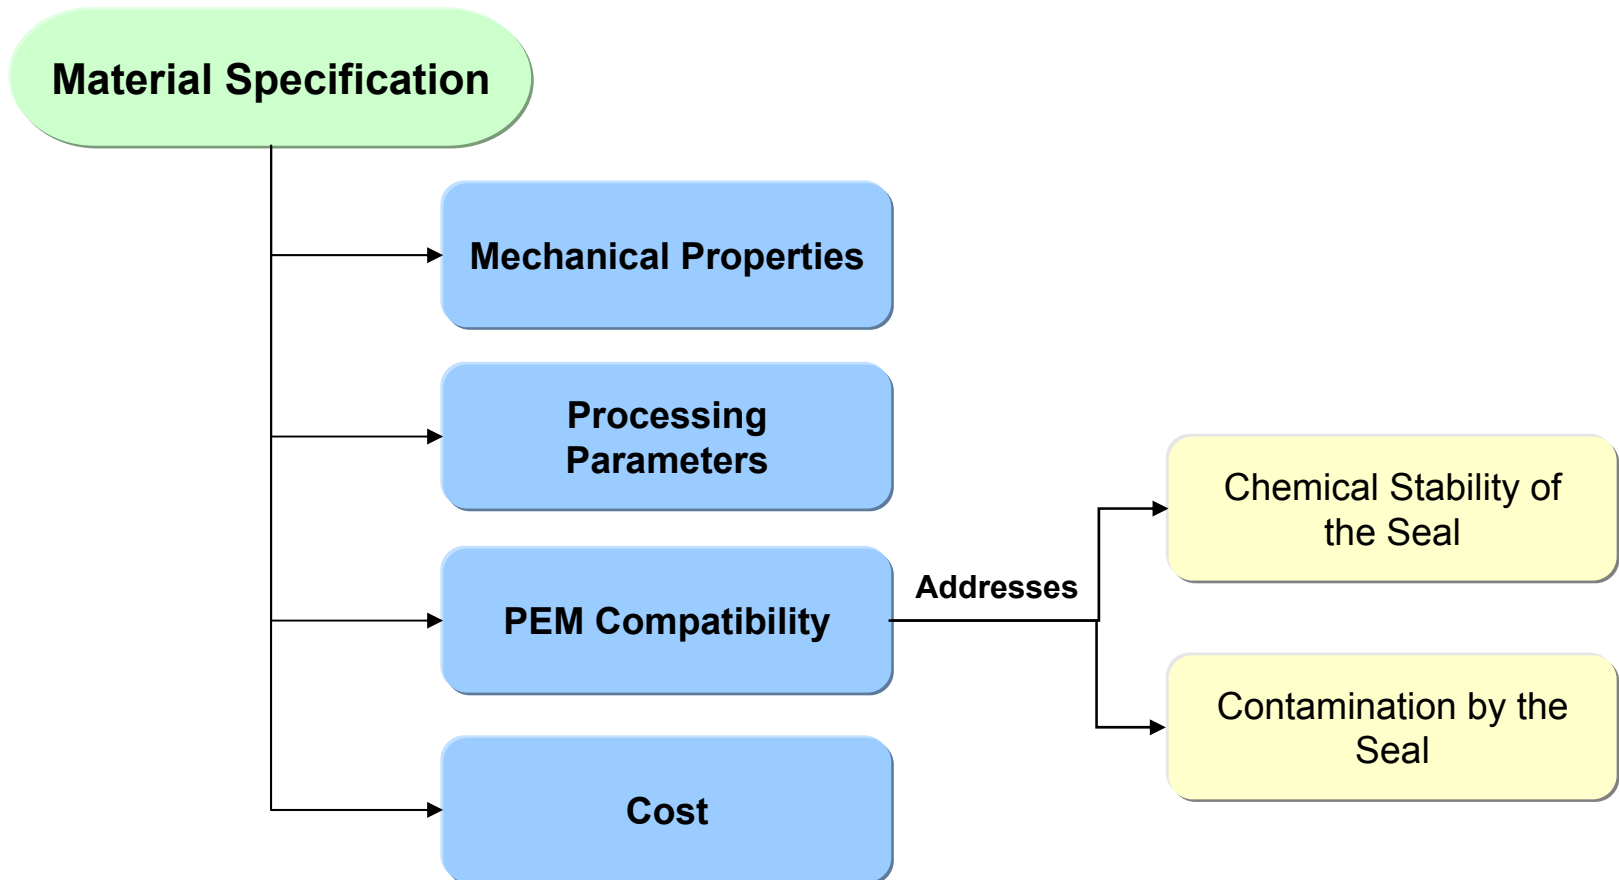 Material Specification
Mechanical Properties
Processing
Parameters
PEM Compatibility
Addresses
Chemical Stability of
the Seal
Contamination by the
Seal
Cost